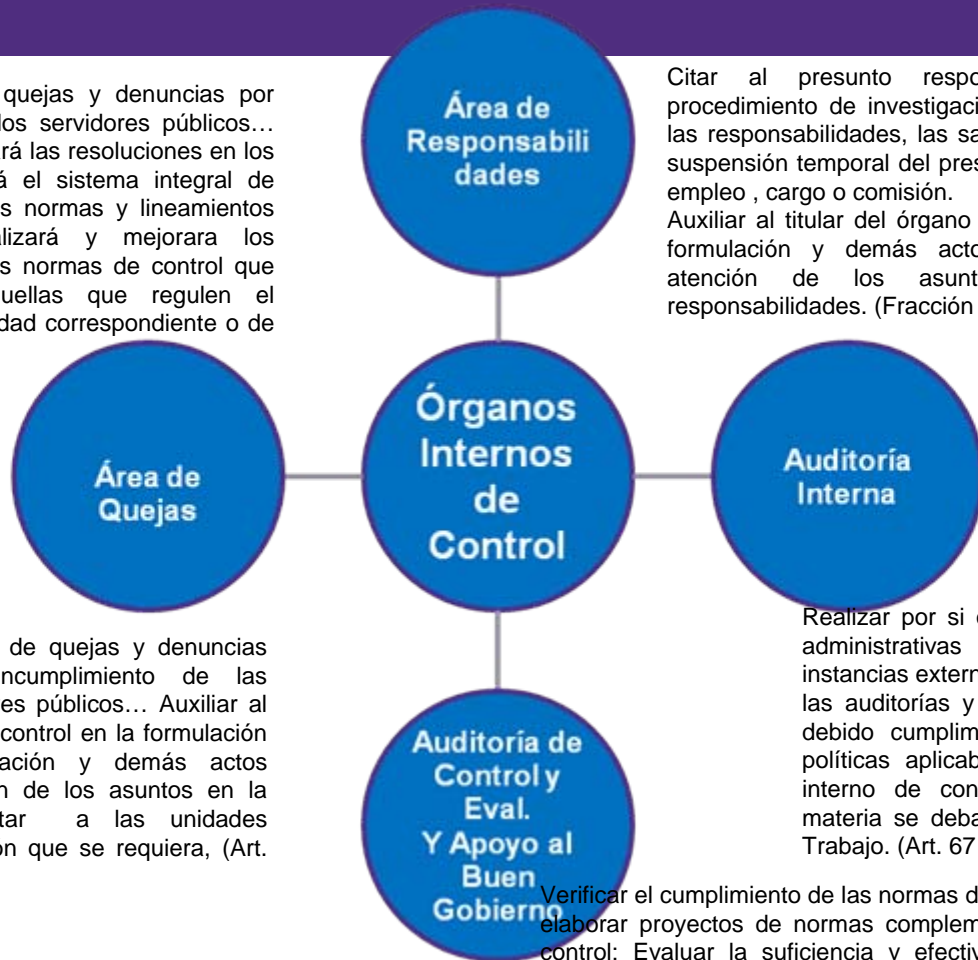 quejas y denuncias por
los servidores públicos…
rá las resoluciones en los
á el sistema integral de
s normas y lineamientos
alizará y mejorara los
s normas de control que
uellas que regulen el
dad correspondiente o de
Área de
Responsabili
dades
Citar al presunto respo
procedimiento de investigaci
las responsabilidades, las sa
suspensión temporal del pres
empleo , cargo o comisión.
Auxiliar al titular del órgano
formulación y demás acto
atención de los asunt
responsabilidades. (Fracción
Área de
Quejas
Órganos
Internos
de
Control
Auditoría
Interna
de quejas y denuncias
ncumplimiento de las
es públicos… Auxiliar al
control en la formulación
ación y demás actos
n de los asuntos en la
tar a las unidades
ón que se requiera, (Art.
Auditoría de
Control y
Eval.
Y Apoyo al
Buen
Gobierno
Realizar por si
administrativas
instancias extern
las auditorías y
debido cumplim
políticas aplicab
interno de con
materia se deba
Trabajo. (Art. 67
Verificar el cumplimiento de las normas d
elaborar proyectos de normas complem
control; Evaluar la suficiencia y efectiv